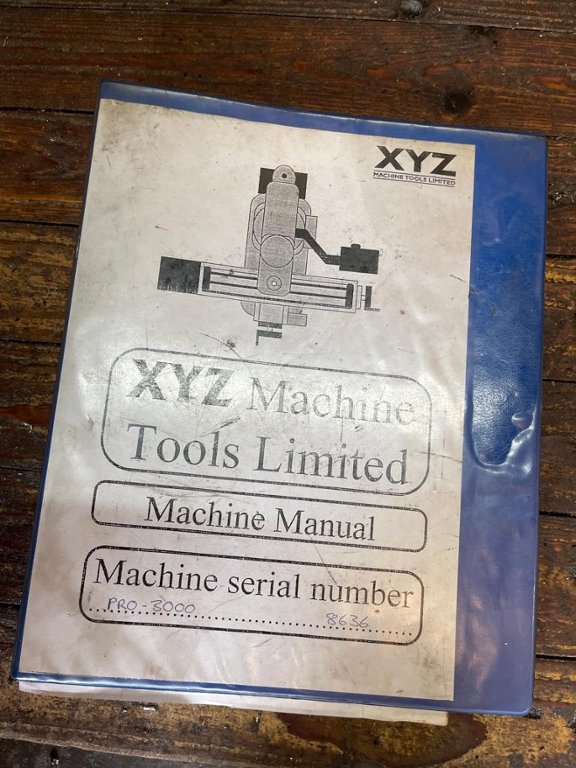 XYZ
MACHINE TOOLS LIMITED
XYZ Machine
Tools Limited
Machine Manual
Machine serial number
PRO-3000 8636